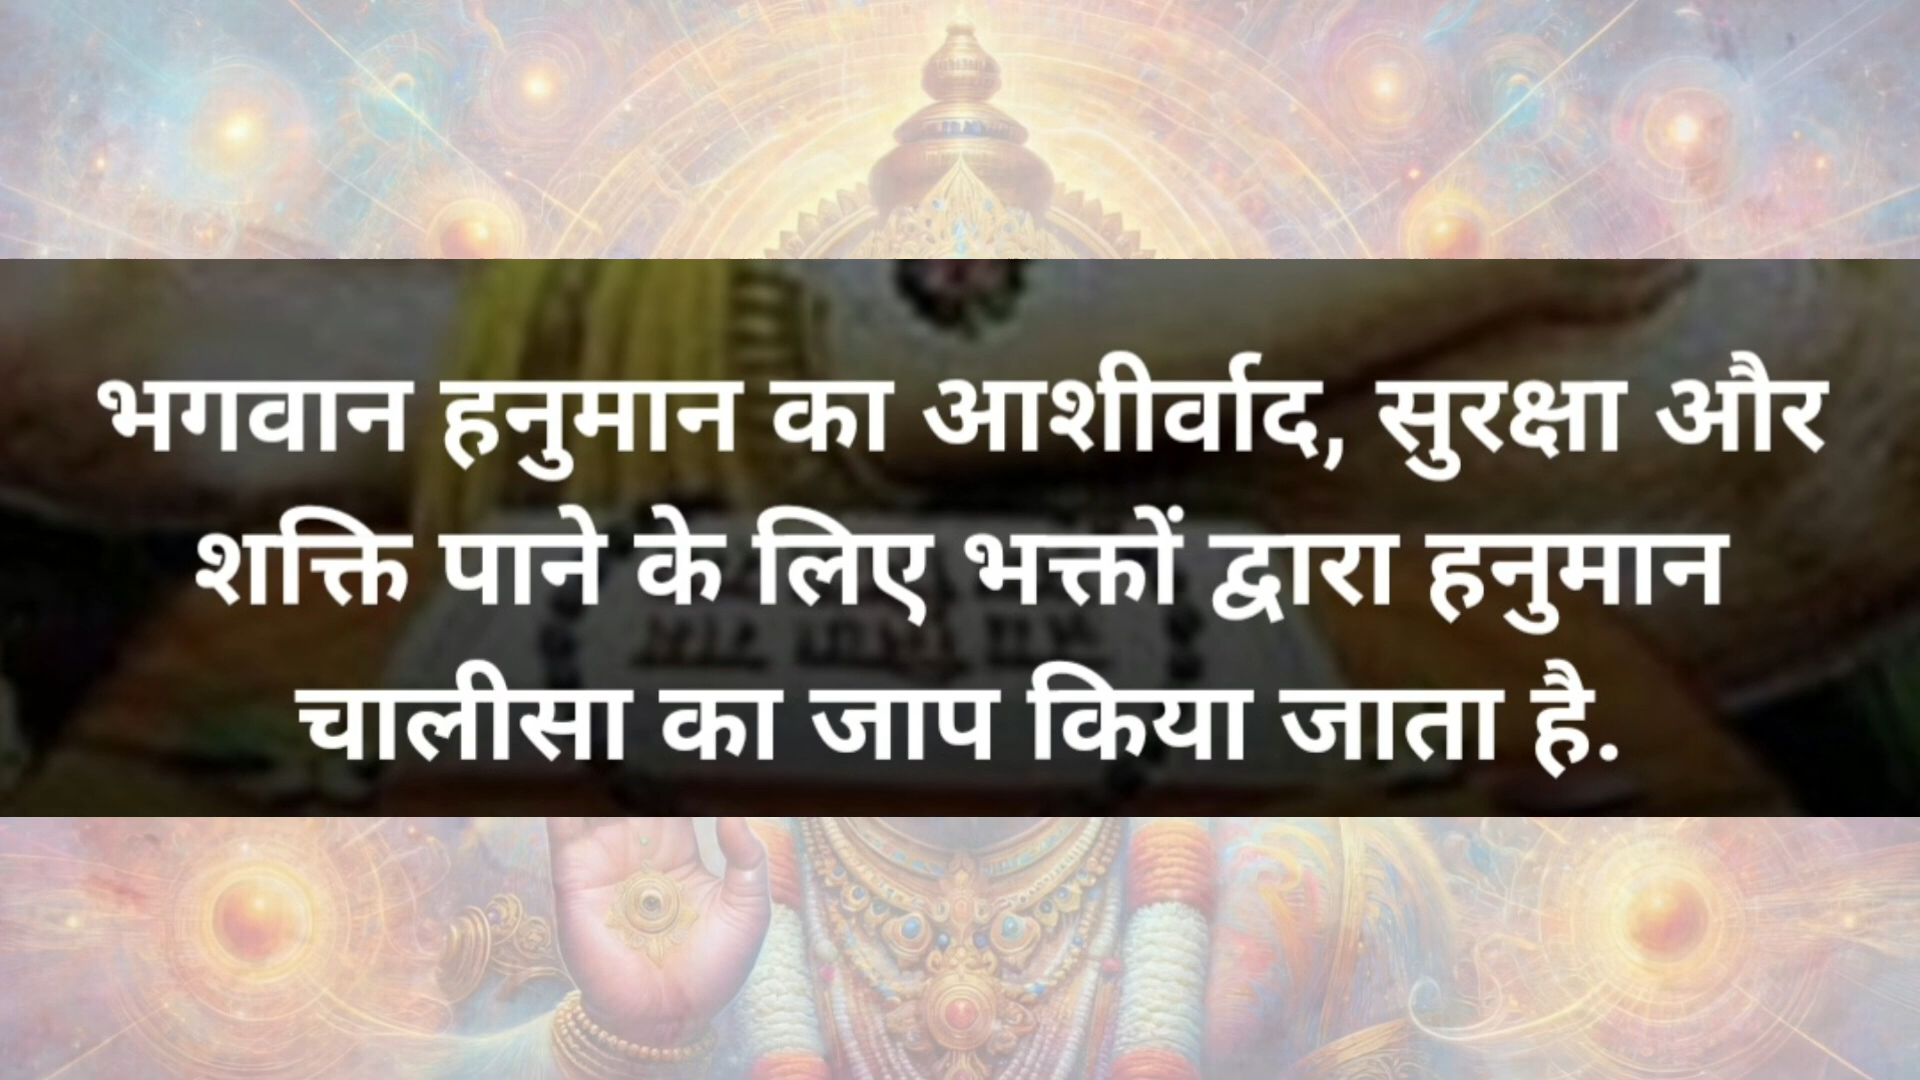 भगवान हनुमान का आशीर्वाद, सुरक्षा और
शक्ति पाने के लिए भक्तों द्वारा हनुमान
चालीसा का जाप किया जाता है.